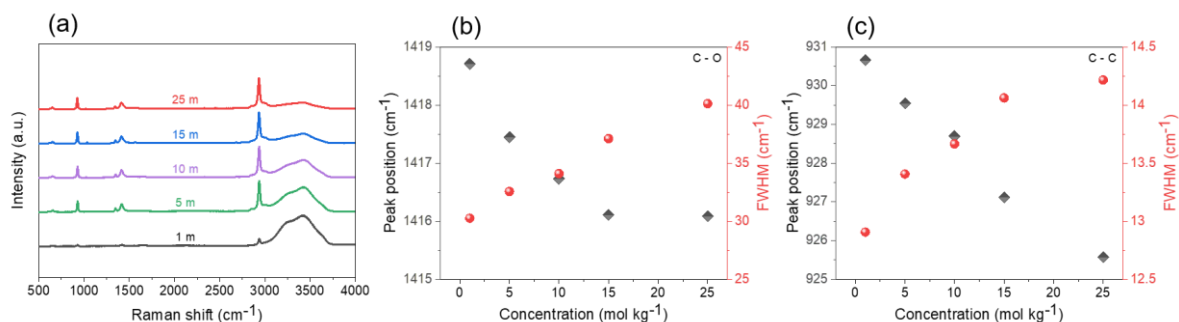 (a)
25 m
15 m
10 m
5 m
1 m
Intensity (a.u.)
500 1000 1500 2000 2500 3000 3500 4000
Raman shift (cm-1)
(b)
C - O
1419
1418
1417
1416
1415
Peak position (cm-1)
45
40
35
30
25
FWHM (cm-1)
0 5 10 15 20 25
Concentration (mol kg-1)
(c)
C - C
931
930
929
928
927
926
925
Peak position (cm-1)
14.5
14
13.5
13
12.5
FWHM (cm-1)
0 5 10 15 20 25
Concentration (mol kg-1)